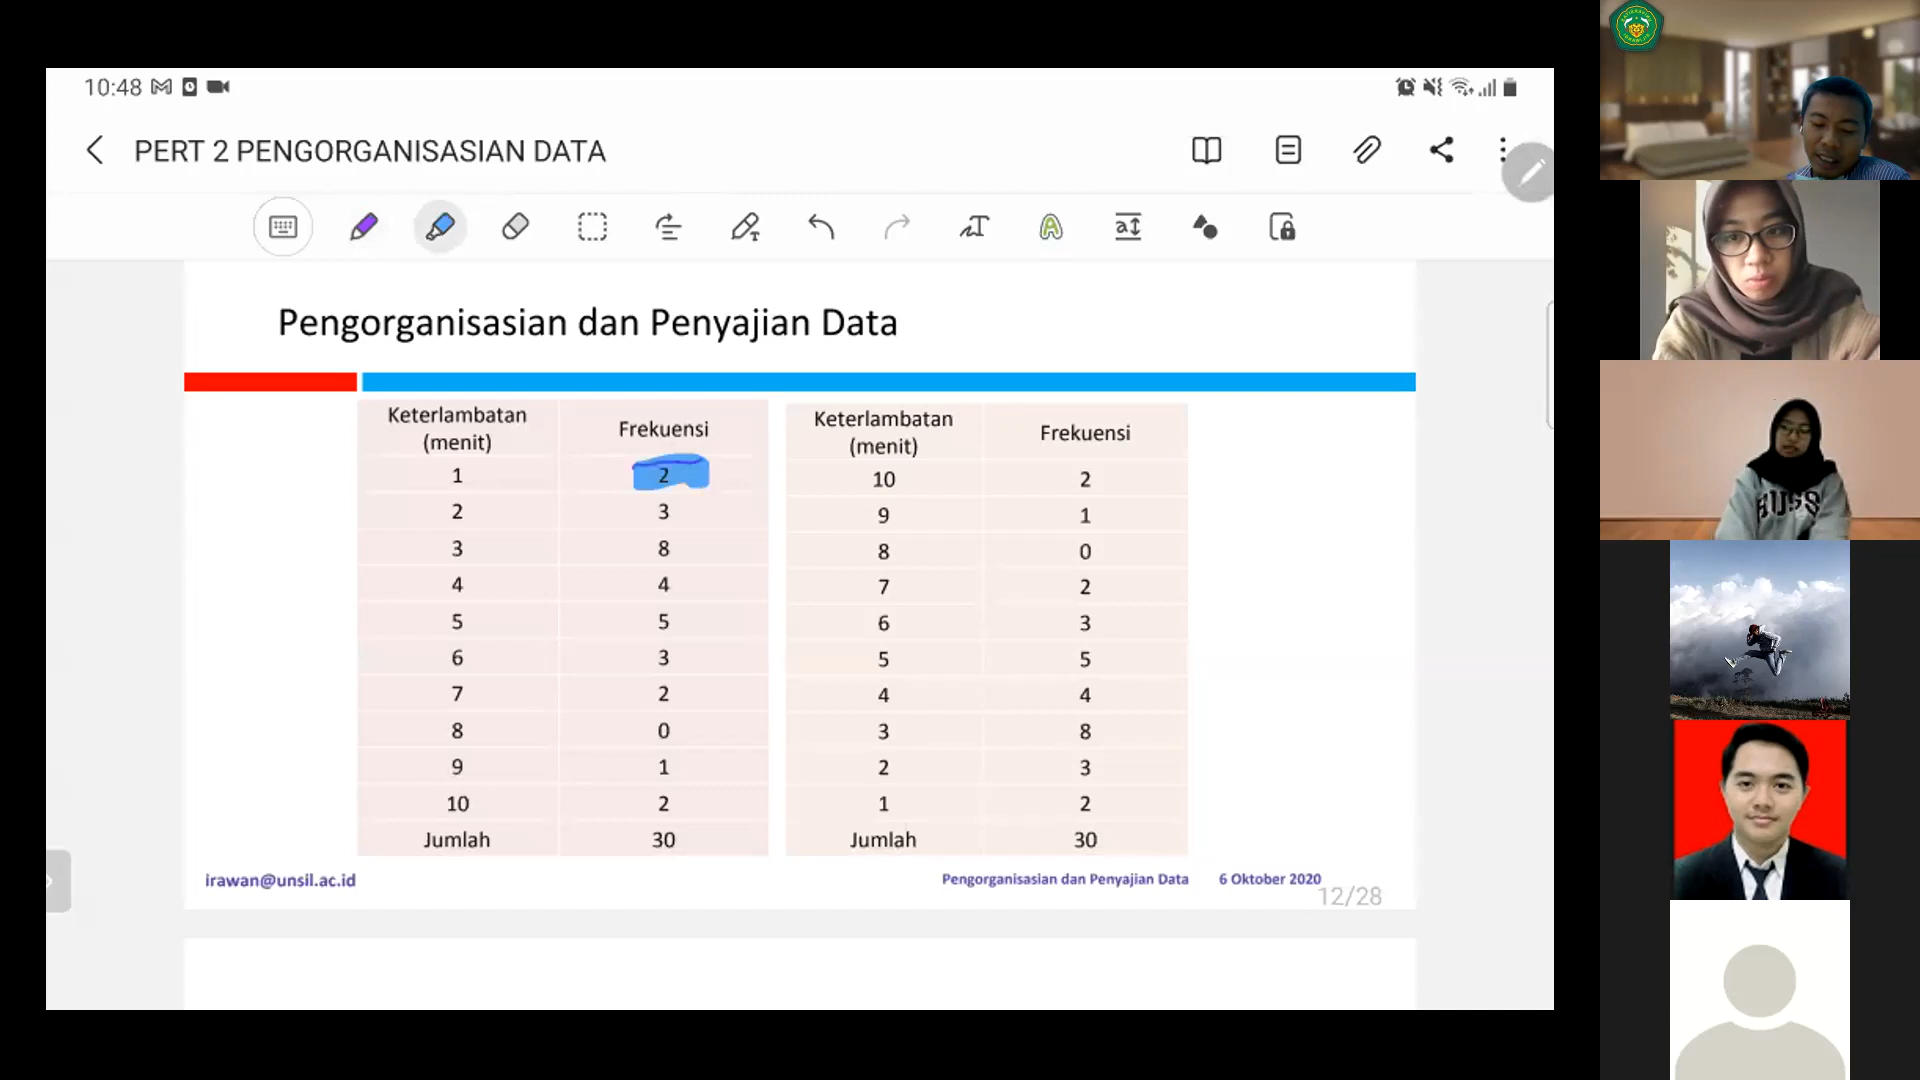 10:48
PERT 2 PENGORGANISASIAN DATA
Pengorganisasian dan Penyajian Data
Keterlambatan (menit) Frekuensi
1 2
2 3
3 8
4 4
5 5
6 3
7 2
8 0
9 1
10 2
Jumlah 30
Keterlambatan (menit) Frekuensi
10 2
9 1
8 0
7 2
6 3
5 5
4 4
3 8
2 3
1 2
Jumlah 30
irawan@unsil.ac.id
Pengorganisasian dan Penyajian Data 6 Oktober 2020
12/28